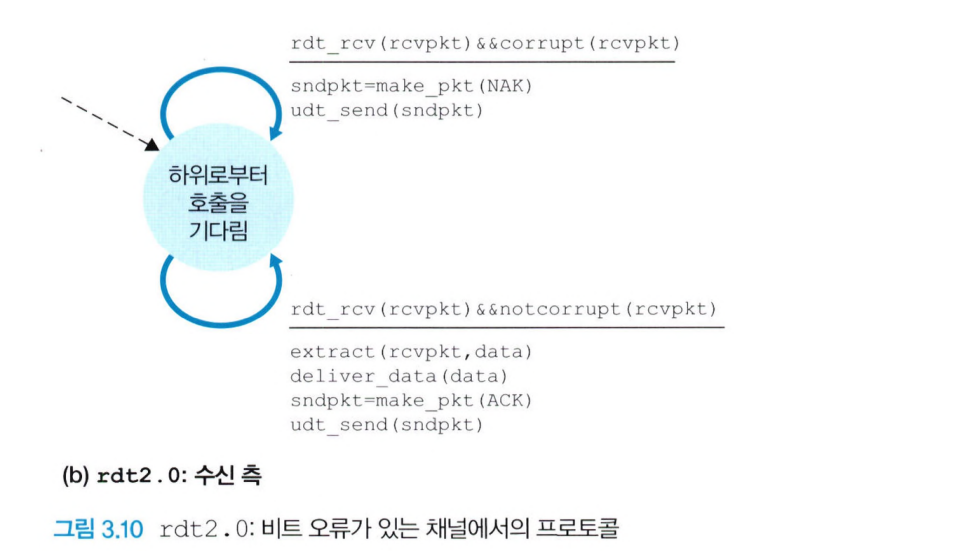 rdt_rcv(rcvpkt)&&corrupt(rcvpkt)
sndpkt=make_pkt(NAK)
udt_send(sndpkt)
하위로부터
호출을
기다림
rdt_rcv(rcvpkt)&&notcorrupt(rcvpkt)
extract(rcvpkt,data)
deliver_data(data)
sndpkt=make_pkt(ACK)
udt_send(sndpkt)
(b) rdt2.0: 수신 측
그림 3.10 rdt2.0: 비트 오류가 있는 채널에서의 프로토콜